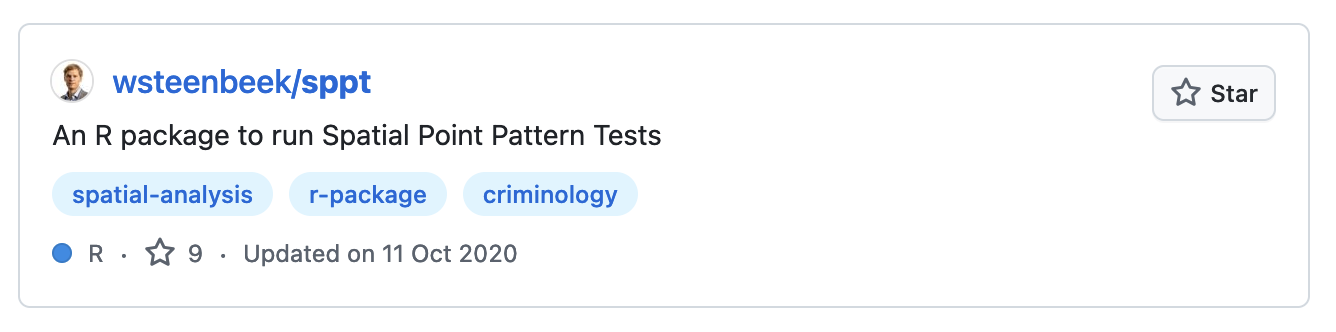 wsteenbeek/sppt
Star
An R package to run Spatial Point Pattern Tests
spatial-analysis r-package criminology
R · 9 · Updated on 11 Oct 2020